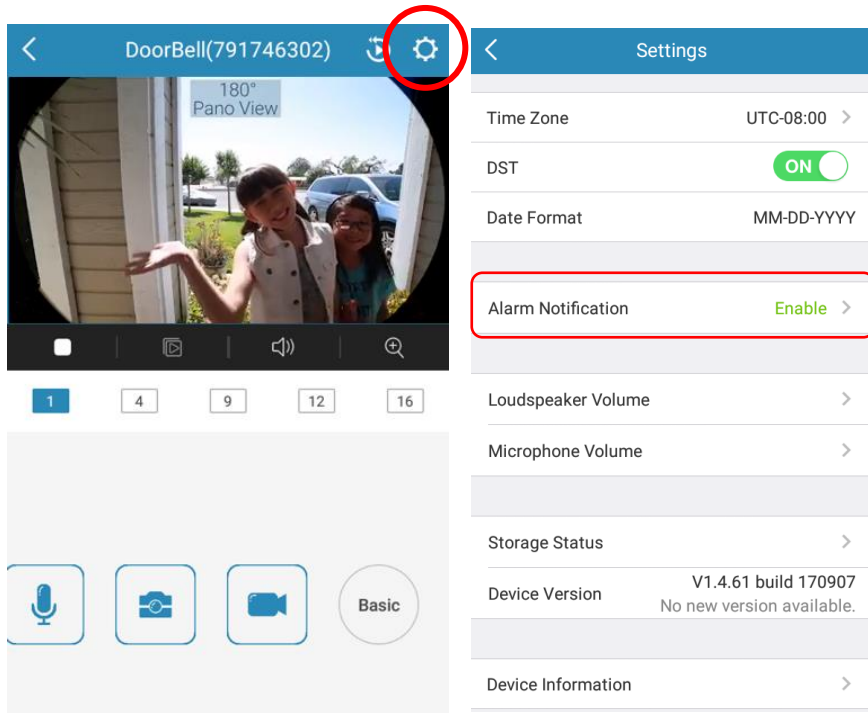 DoorBell(791746302)
180°
Pano View
1 4 9 12 16
Basic
Settings
Time Zone UTC-08:00
DST ON
Date Format MM-DD-YYYY
Alarm Notification Enable
Loudspeaker Volume
Microphone Volume
Storage Status
Device Version V1.4.61 build 170907
No new version available.
Device Information